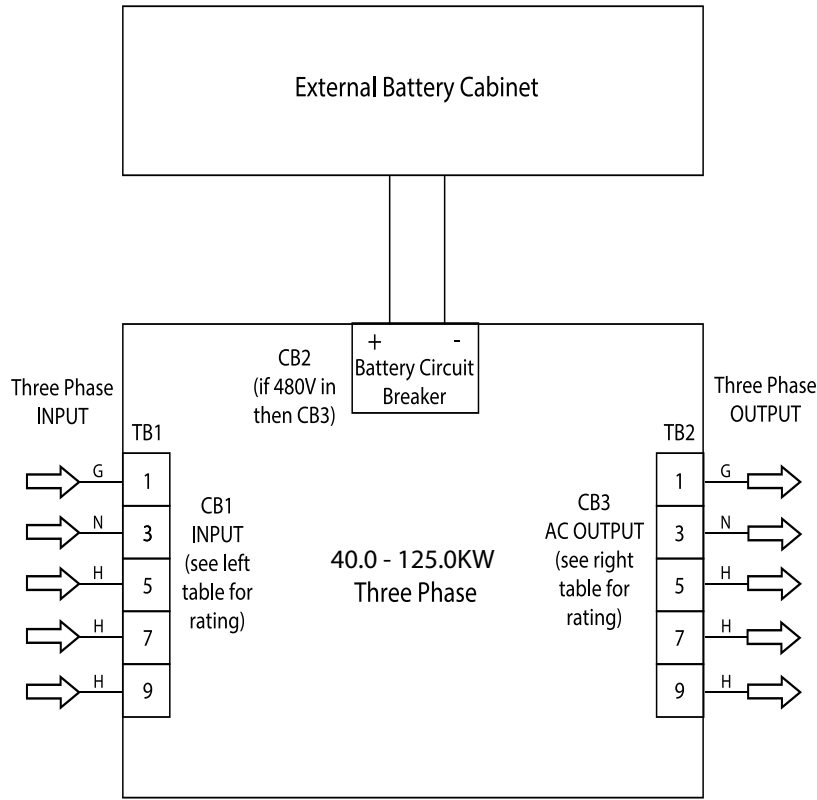 External Battery Cabinet
+ -
Battery Circuit
Breaker
CB2
(if 480V in
then CB3)
Three Phase
INPUT
TB1
G 1
N 3
H 5
H 7
H 9
CB1
INPUT
(see left
table for
rating)
40.0 - 125.0KW
Three Phase
CB3
AC OUTPUT
(see right
table for
rating)
Three Phase
OUTPUT
TB2
1 G
3 N
5 H
7 H
9 H